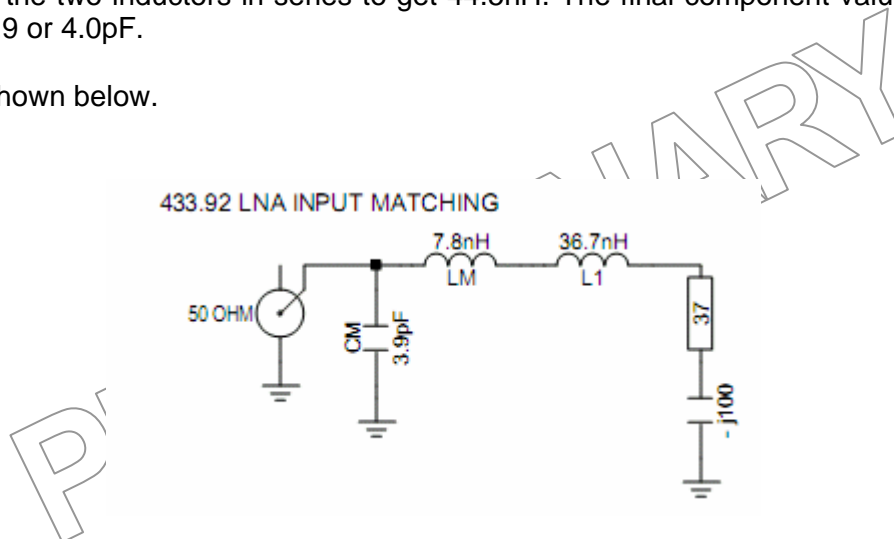 the two inductors in series to get 44.5nH. The final component valu
9 or 4.0pF.
hown below.
433.92 LNA INPUT MATCHING
7.8nH
36.7nH
LM
L1
50 OHM
CM
3.9pF
37
- j100